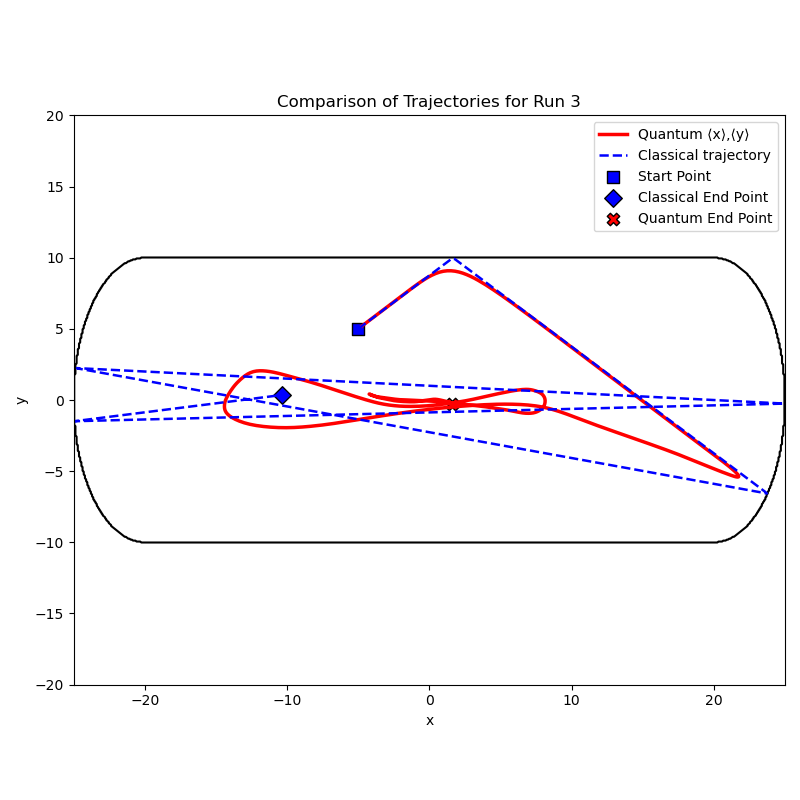 Comparison of Trajectories for Run 3
Quantum ⟨x⟩,⟨y⟩
Classical trajectory
Start Point
Classical End Point
Quantum End Point
20
15
10
5
0
−5
−10
−15
−20
y
−20
−10
0
10
20
x